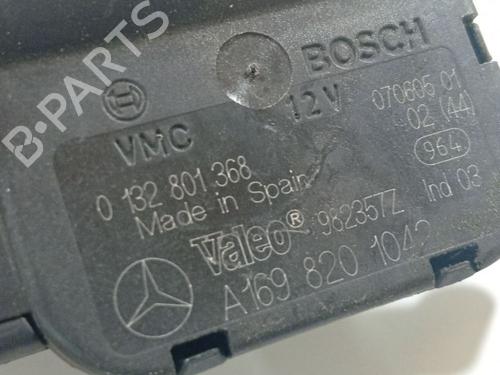 BOSCH
VMC 12V 070605 01
02 (44)
964
0 132 801 368
Made in Spain
Ind 03
Valeo® 982357Z
A169 820 1042
B-PARTS